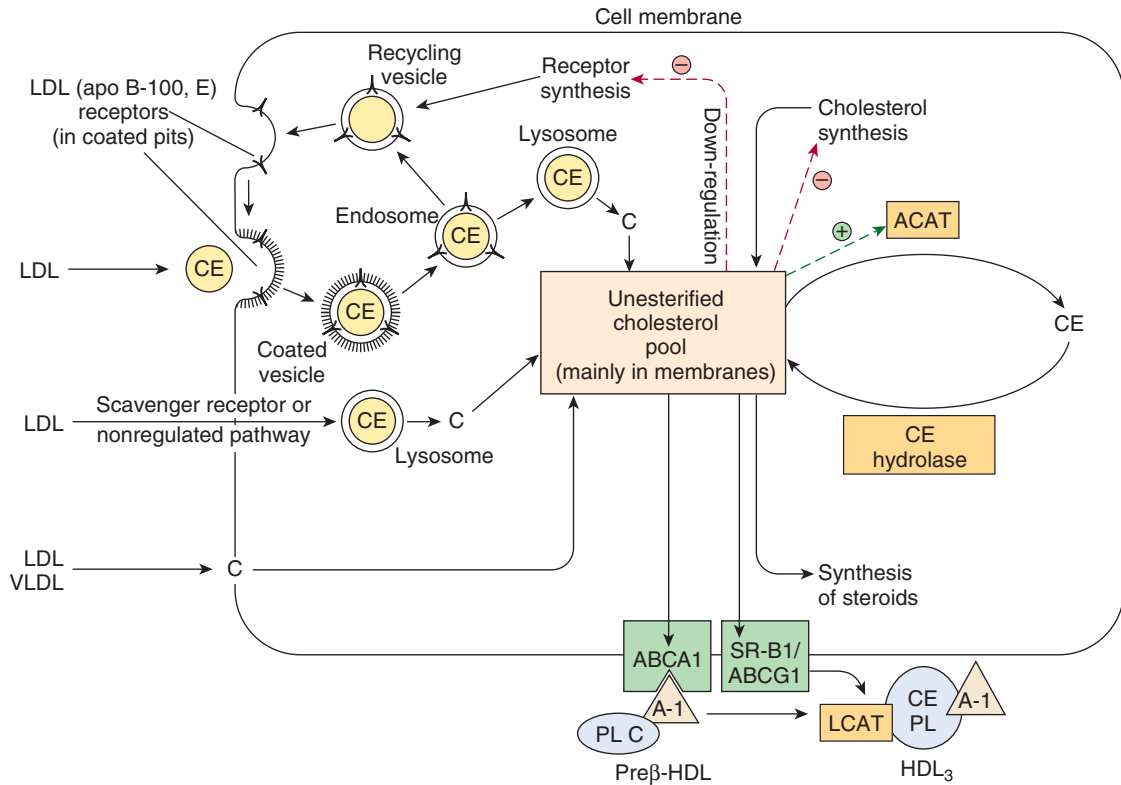 Cell membrane
Recycling
vesicle
Receptor
synthesis
−
LDL (apo B-100, E)
receptors
(in coated pits)
Down-regulation
Cholesterol
synthesis
−
Lysosome
CE
C
Endosome
CE
+
ACAT
LDL
CE
CE
Coated
vesicle
Unesterified
cholesterol
pool
(mainly in membranes)
CE
LDL
Scavenger receptor or
nonregulated pathway
CE
C
Lysosome
CE
hydrolase
LDL
VLDL
C
Synthesis
of steroids
ABCA1
SR-B1/
ABCG1
A-1
PL C
Preβ-HDL
LCAT
CE
PL
A-1
HDL₃